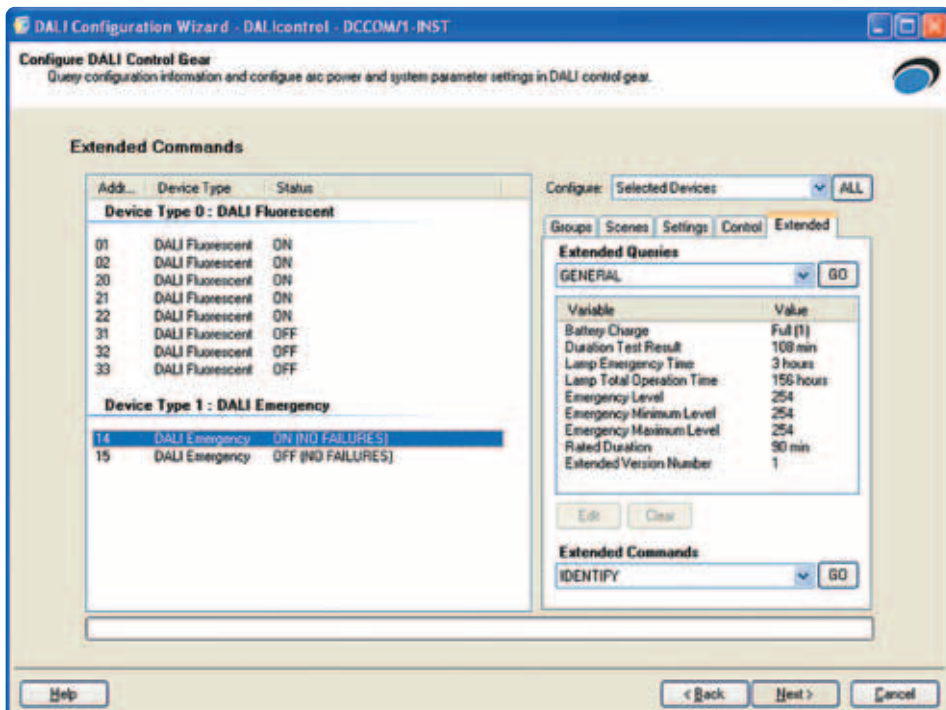 DALI Configuration Wizard - DALIcontrol - DCCOM/1-INST
Configure DALI Control Gear
Query configuration information and configure arc power and system parameter settings in DALI control gear.
Extended Commands
Addr... Device Type Status
Device Type 0 : DALI Fluorescent
01 DALI Fluorescent ON
02 DALI Fluorescent ON
20 DALI Fluorescent ON
21 DALI Fluorescent ON
22 DALI Fluorescent ON
31 DALI Fluorescent OFF
32 DALI Fluorescent OFF
33 DALI Fluorescent OFF
Device Type 1 : DALI Emergency
14 DALI Emergency ON (NO FAILURES)
15 DALI Emergency OFF (NO FAILURES)
Configure: Selected Devices ALL
Groups Scenes Settings Control Extended
Extended Queries
GENERAL GO
Variable Value
Battery Charge Full (1)
Duration Test Result 108 min
Lamp Emergency Time 3 hours
Lamp Total Operation Time 156 hours
Emergency Level 254
Emergency Minimum Level 254
Emergency Maximum Level 254
Rated Duration 90 min
Extended Version Number 1
Edit Clear
Extended Commands
IDENTIFY GO
Help < Back Next > Cancel